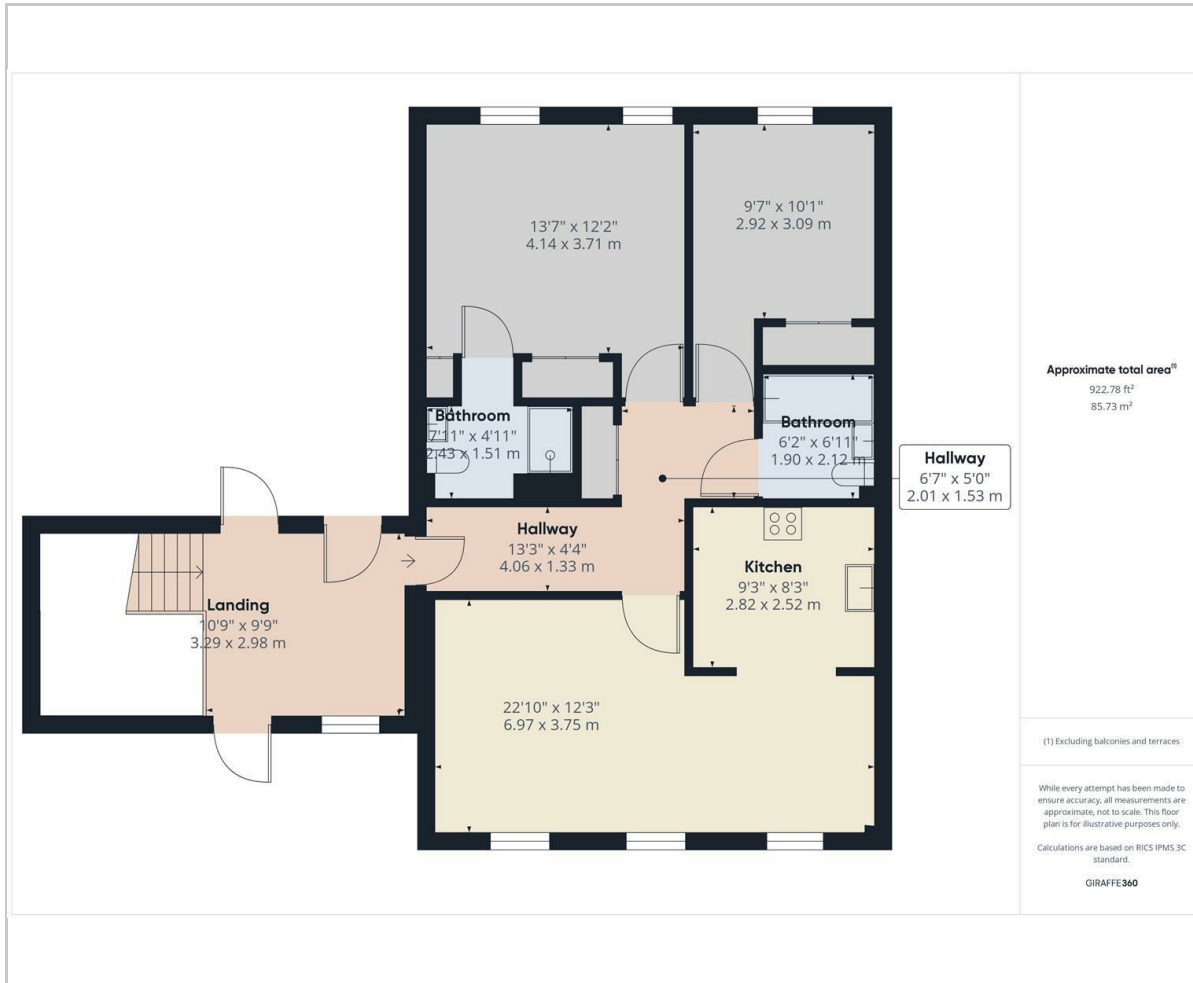 13'7" x 12'2"
4.14 x 3.71 m
9'7" x 10'1"
2.92 x 3.09 m
Bathroom
7'11" x 4'11"
2.43 x 1.51 m
Bathroom
6'2" x 6'11"
1.90 x 2.12 m
Hallway
6'7" x 5'0"
2.01 x 1.53 m
Hallway
13'3" x 4'4"
4.06 x 1.33 m
Kitchen
9'3" x 8'3"
2.82 x 2.52 m
Landing
10'9" x 9'9"
3.29 x 2.98 m
22'10" x 12'3"
6.97 x 3.75 m
Approximate total area(1)
922.78 ft²
85.73 m²
(1) Excluding balconies and terraces
While every attempt has been made to
ensure accuracy, all measurements are
approximate, not to scale. This floor
plan is for illustrative purposes only.
Calculations are based on RICS IPMS 3C
standard.
GIRAFFE360